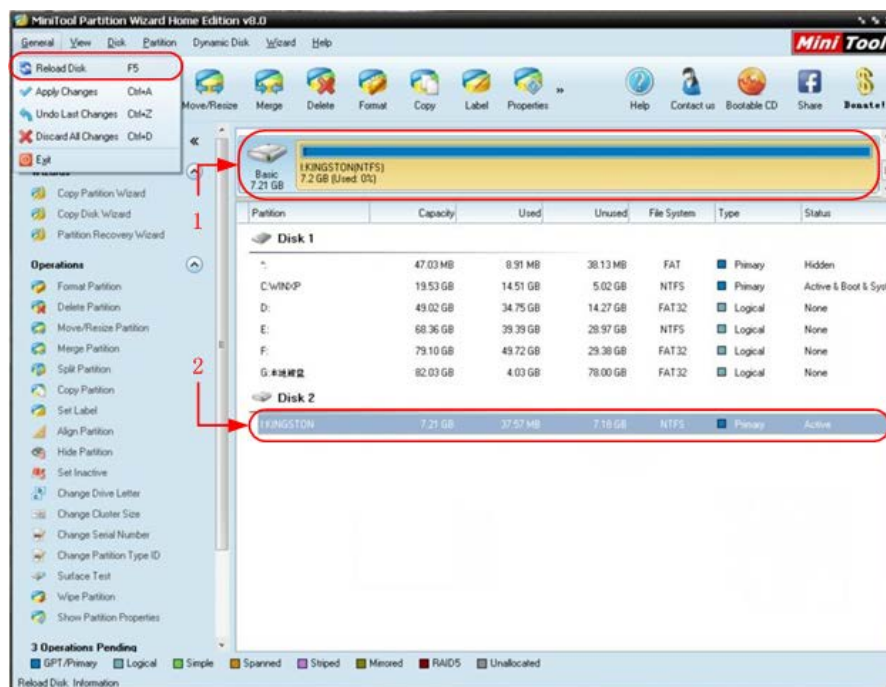 MiniTool Partition Wizard Home Edition v8.0
General View Disk Partition Dynamic Disk Wizard Help
Mini Tool
Reload Disk F5
Apply Changes Ctrl+A
Undo Last Changes Ctrl+Z
Discard All Changes Ctrl+D
Exit
Move/Resize Merge Delete Format Copy Label Properties » Help Contact us Bootable CD Share Donate!
«
1
Basic
7.21 GB
I:KINGSTON(NTFS)
7.2 GB (Used: 0%)
Wizards
Copy Partition Wizard
Copy Disk Wizard
Partition Recovery Wizard
Operations
Format Partition
Delete Partition
Move/Resize Partition
Merge Partition
Split Partition
Copy Partition
Set Label
Align Partition
Hide Partition
Set Inactive
Change Drive Letter
Change Cluster Size
Change Serial Number
Change Partition Type ID
Surface Test
Wipe Partition
Show Partition Properties
3 Operations Pending
2
Partition Capacity Used Unused File System Type Status
Disk 1
*: 47.03 MB 8.91 MB 38.13 MB FAT Primary Hidden
C:WINXP 19.53 GB 14.51 GB 5.02 GB NTFS Primary Active & Boot & Sys
D: 49.02 GB 34.75 GB 14.27 GB FAT32 Logical None
E: 68.36 GB 39.39 GB 28.97 GB NTFS Logical None
F: 79.10 GB 49.72 GB 29.38 GB FAT32 Logical None
G: 82.03 GB 4.03 GB 78.00 GB FAT32 Logical None
Disk 2
I:KINGSTON 7.21 GB 37.57 MB 7.18 GB NTFS Primary Active
GPT/Primary Logical Simple Spanned Striped Mirrored RAID5 Unallocated
Reload Disk Information